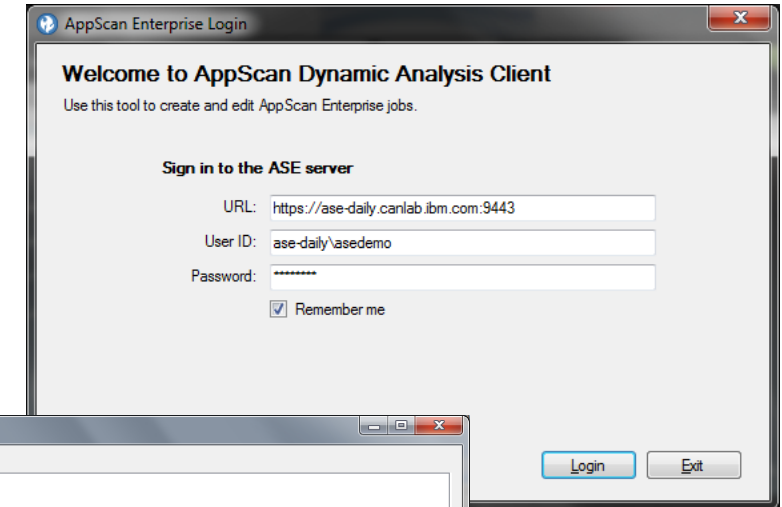 AppScan Enterprise Login
Welcome to AppScan Dynamic Analysis Client
Use this tool to create and edit AppScan Enterprise jobs.
Sign in to the ASE server
URL: https://ase-daily.canlab.ibm.com:9443
User ID: ase-daily\asedemo
Password: ********
Remember me
Login Exit